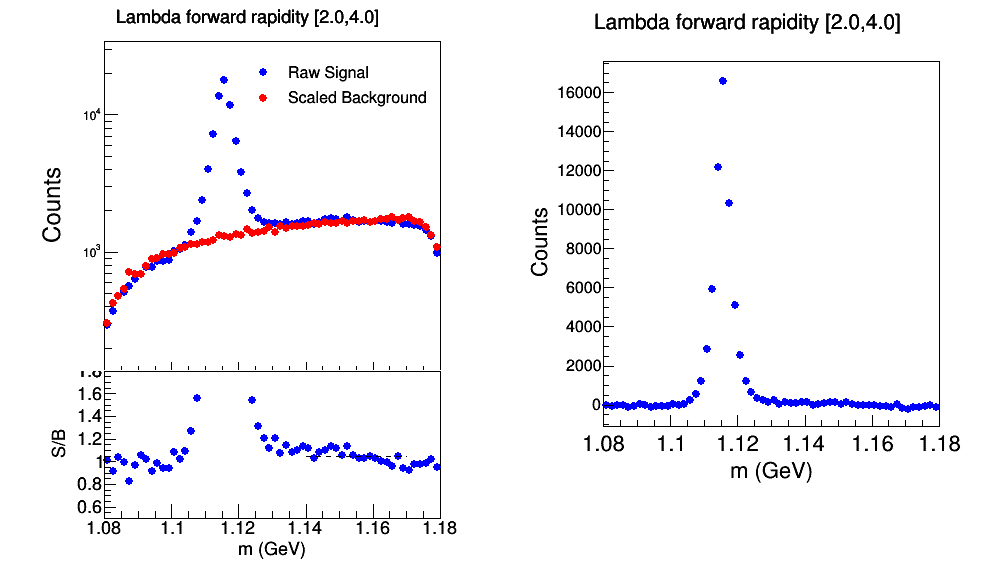 Lambda forward rapidity [2.0,4.0]
Raw Signal
Scaled Background
10⁴
10³
Counts
1.8
1.6
1.4
1.2
1
0.8
0.6
S/B
1.08 1.1 1.12 1.14 1.16 1.18
m (GeV)
Lambda forward rapidity [2.0,4.0]
16000
14000
12000
10000
8000
6000
4000
2000
0
Counts
1.08 1.1 1.12 1.14 1.16 1.18
m (GeV)